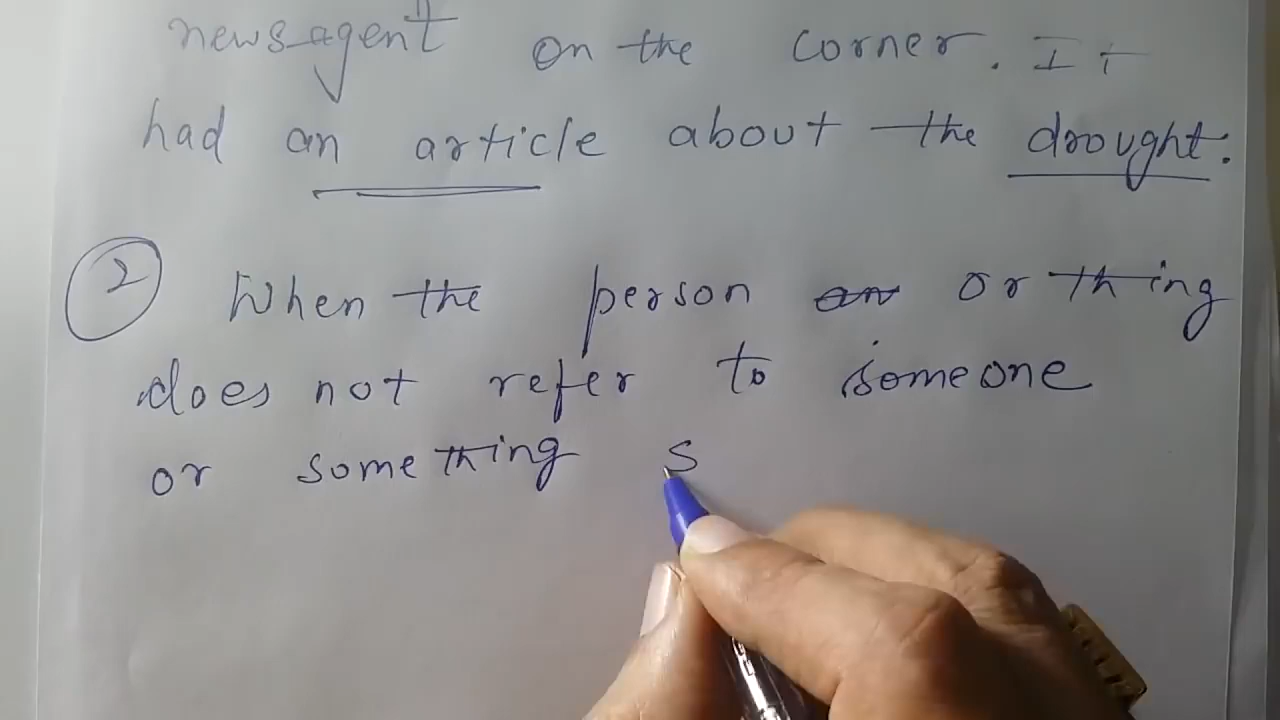 newsagent on the corner. It
had an article about the drought.
2 When the person or thing
does not refer to someone
or something s